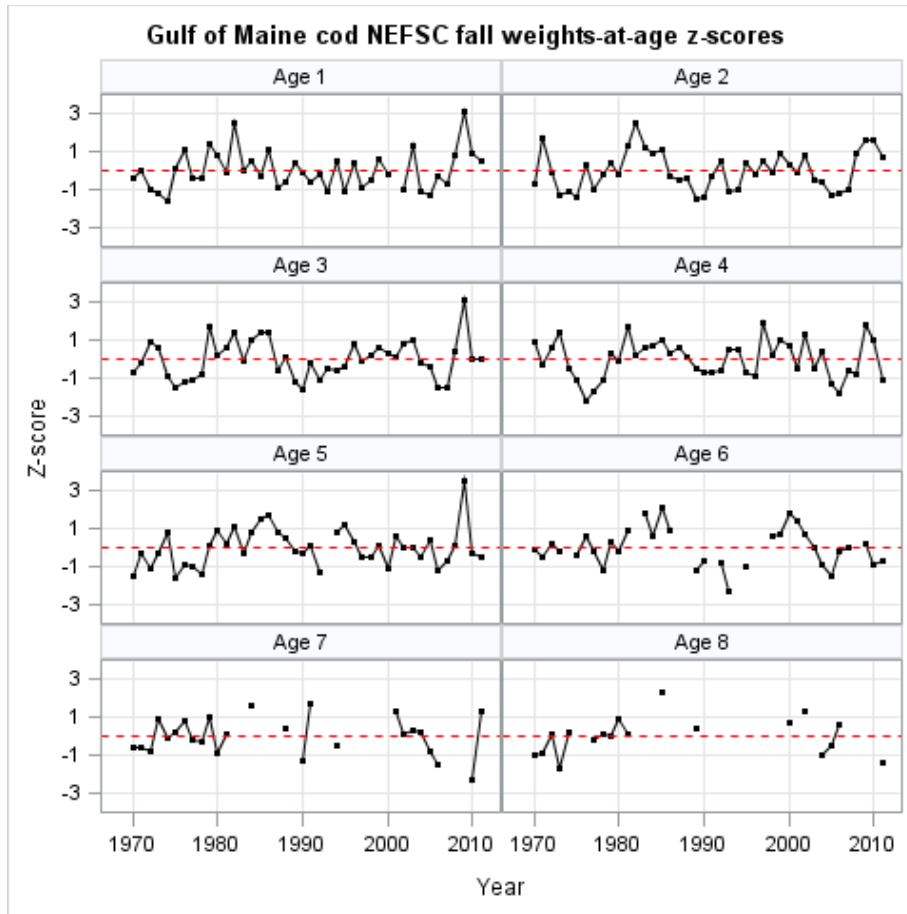 Gulf of Maine cod NEFSC fall weights-at-age z-scores
Age 1 Age 2
3
1
-1
-3
Age 3 Age 4
3
1
-1
-3
Age 5 Age 6
3
1
-1
-3
Age 7 Age 8
3
1
-1
-3
Z-score
1970 1980 1990 2000 2010 1970 1980 1990 2000 2010
Year